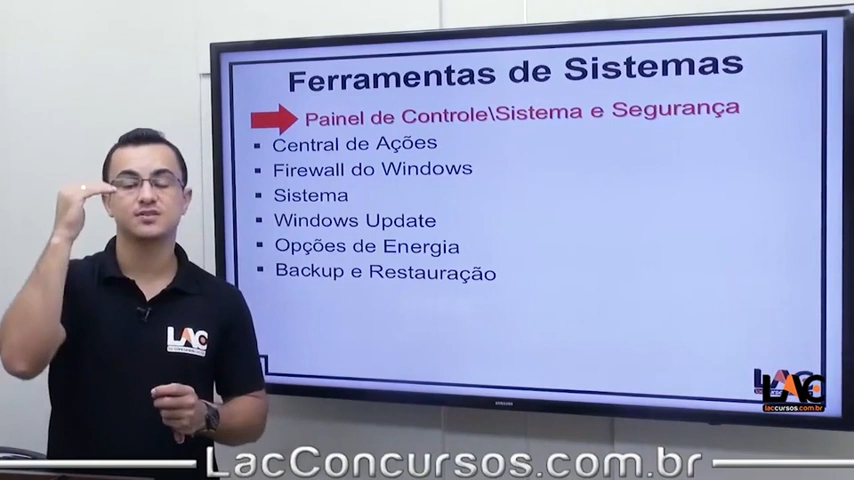 Ferramentas de Sistemas
Painel de Controle\Sistema e Segurança
Central de Ações
Firewall do Windows
Sistema
Windows Update
Opções de Energia
Backup e Restauração
LAC
LAC
laccursos.com.br
SAMSUNG
LacConcursos.com.br